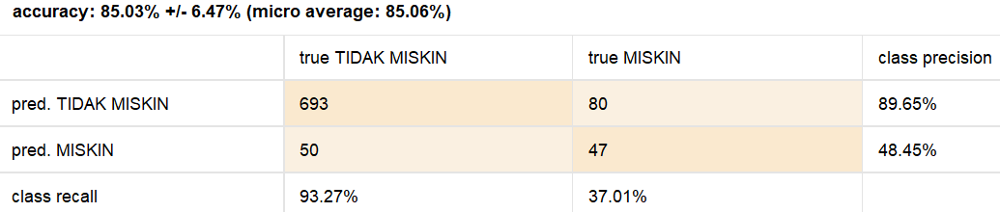 accuracy: 85.03% +/- 6.47% (micro average: 85.06%)
true TIDAK MISKIN true MISKIN class precision
pred. TIDAK MISKIN 693 80 89.65%
pred. MISKIN 50 47 48.45%
class recall 93.27% 37.01%